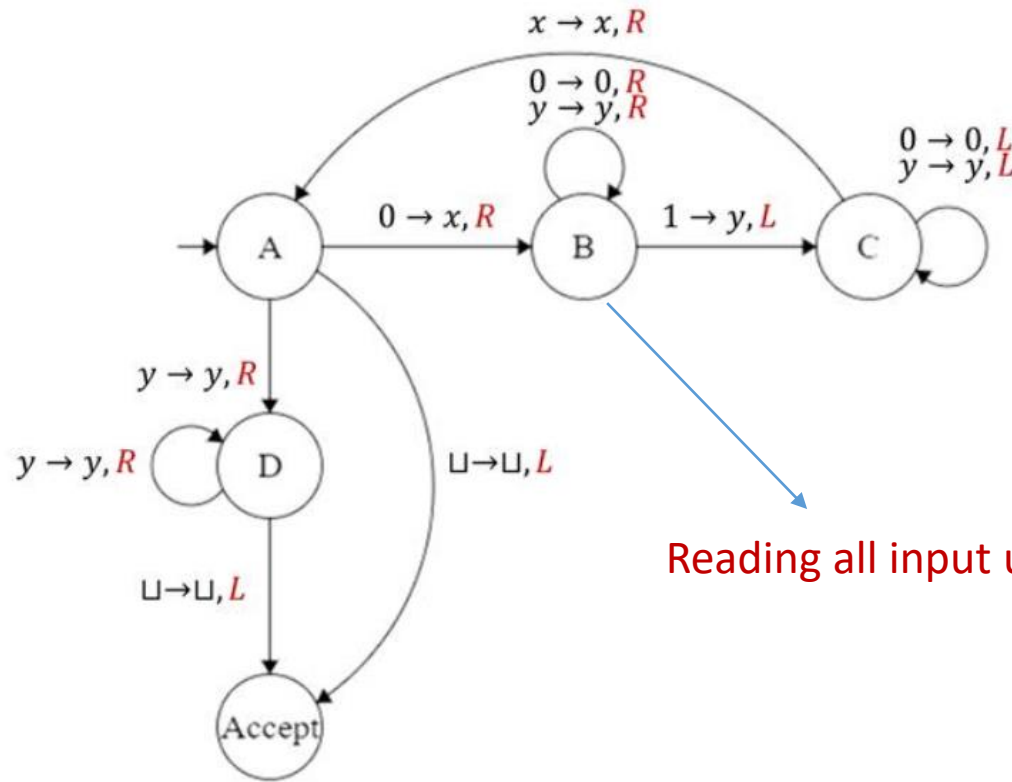 x → x, R
0 → 0, R
y → y, R
0 → 0, L
y → y, L
A
0 → x, R
B
1 → y, L
C
y → y, R
y → y, R
D
⊔→⊔, L
⊔→⊔, L
Reading all input
Accept